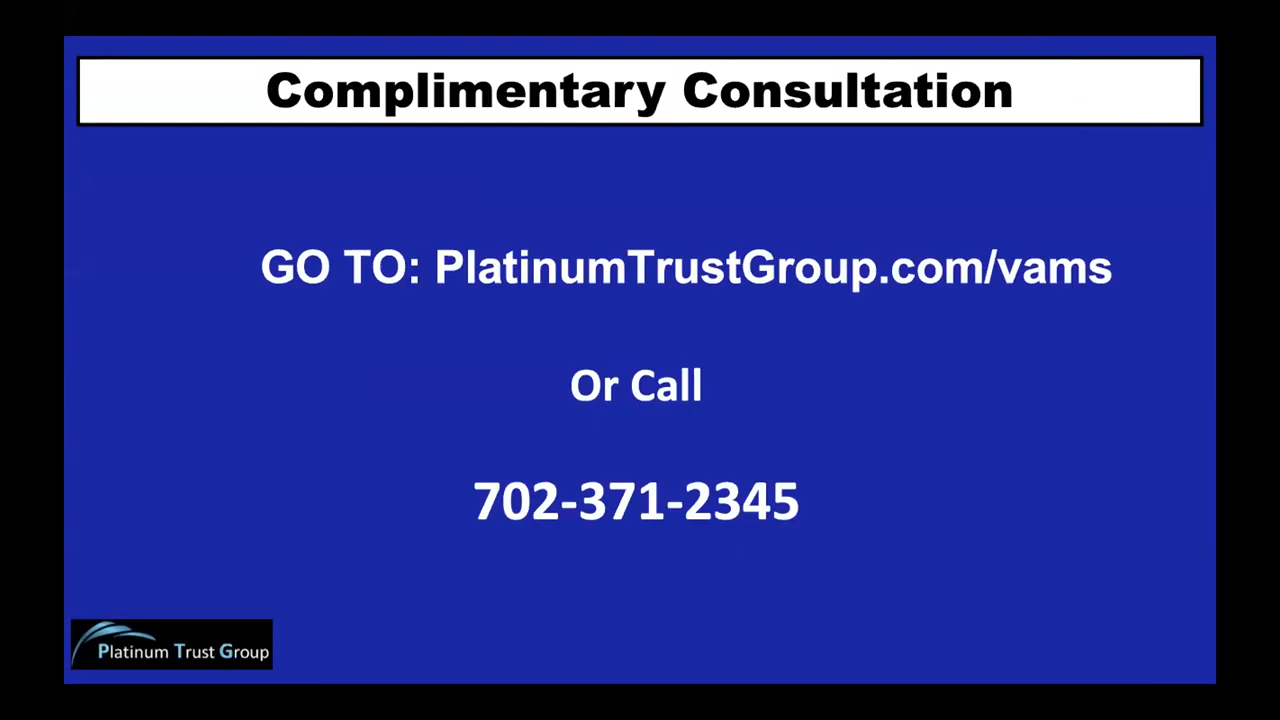 Complimentary Consultation
GO TO: PlatinumTrustGroup.com/vams
Or Call
702-371-2345
Platinum Trust Group